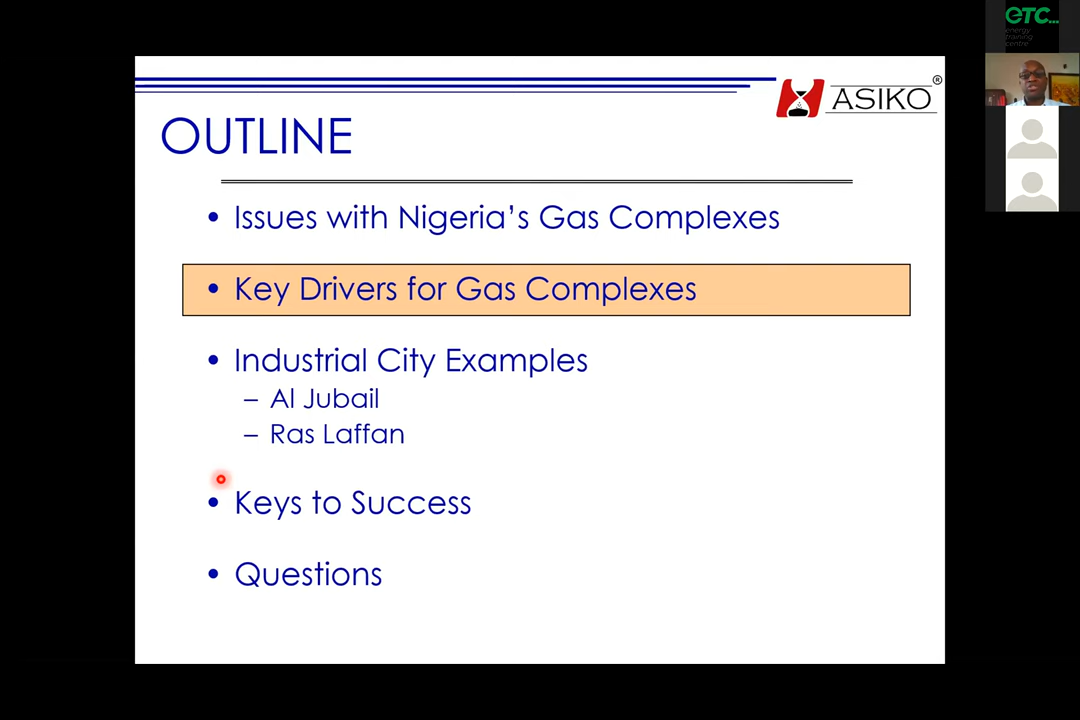 eTC...
energy
training
centre
ASIKO®
OUTLINE
• Issues with Nigeria’s Gas Complexes
• Key Drivers for Gas Complexes
• Industrial City Examples
– Al Jubail
– Ras Laffan
• Keys to Success
• Questions